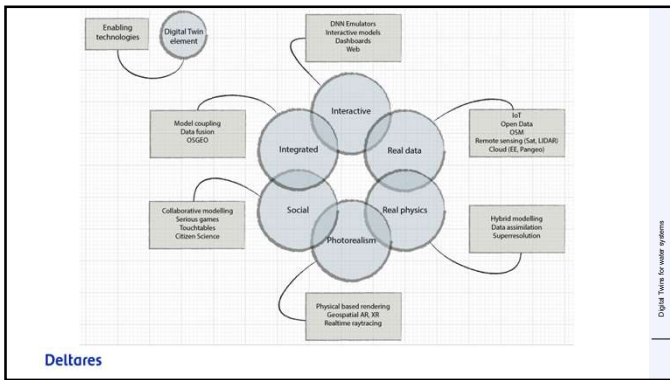 Enabling
technologies
Digital Twin
element
DNN Emulators
Interactive models
Dashboards
Web
Interactive
Model coupling
Data fusion
OSGEO
Integrated
Real data
IoT
Open Data
OSM
Remote sensing (Sat, LIDAR)
Cloud (EE, Pangeo)
Collaborative modelling
Serious games
Touchtables
Citizen Science
Social
Real physics
Hybrid modelling
Data assimilation
Superresolution
Photorealism
Physical based rendering
Geospatial AR, XR
Realtime raytracing
Deltares
Digital Twins for water systems